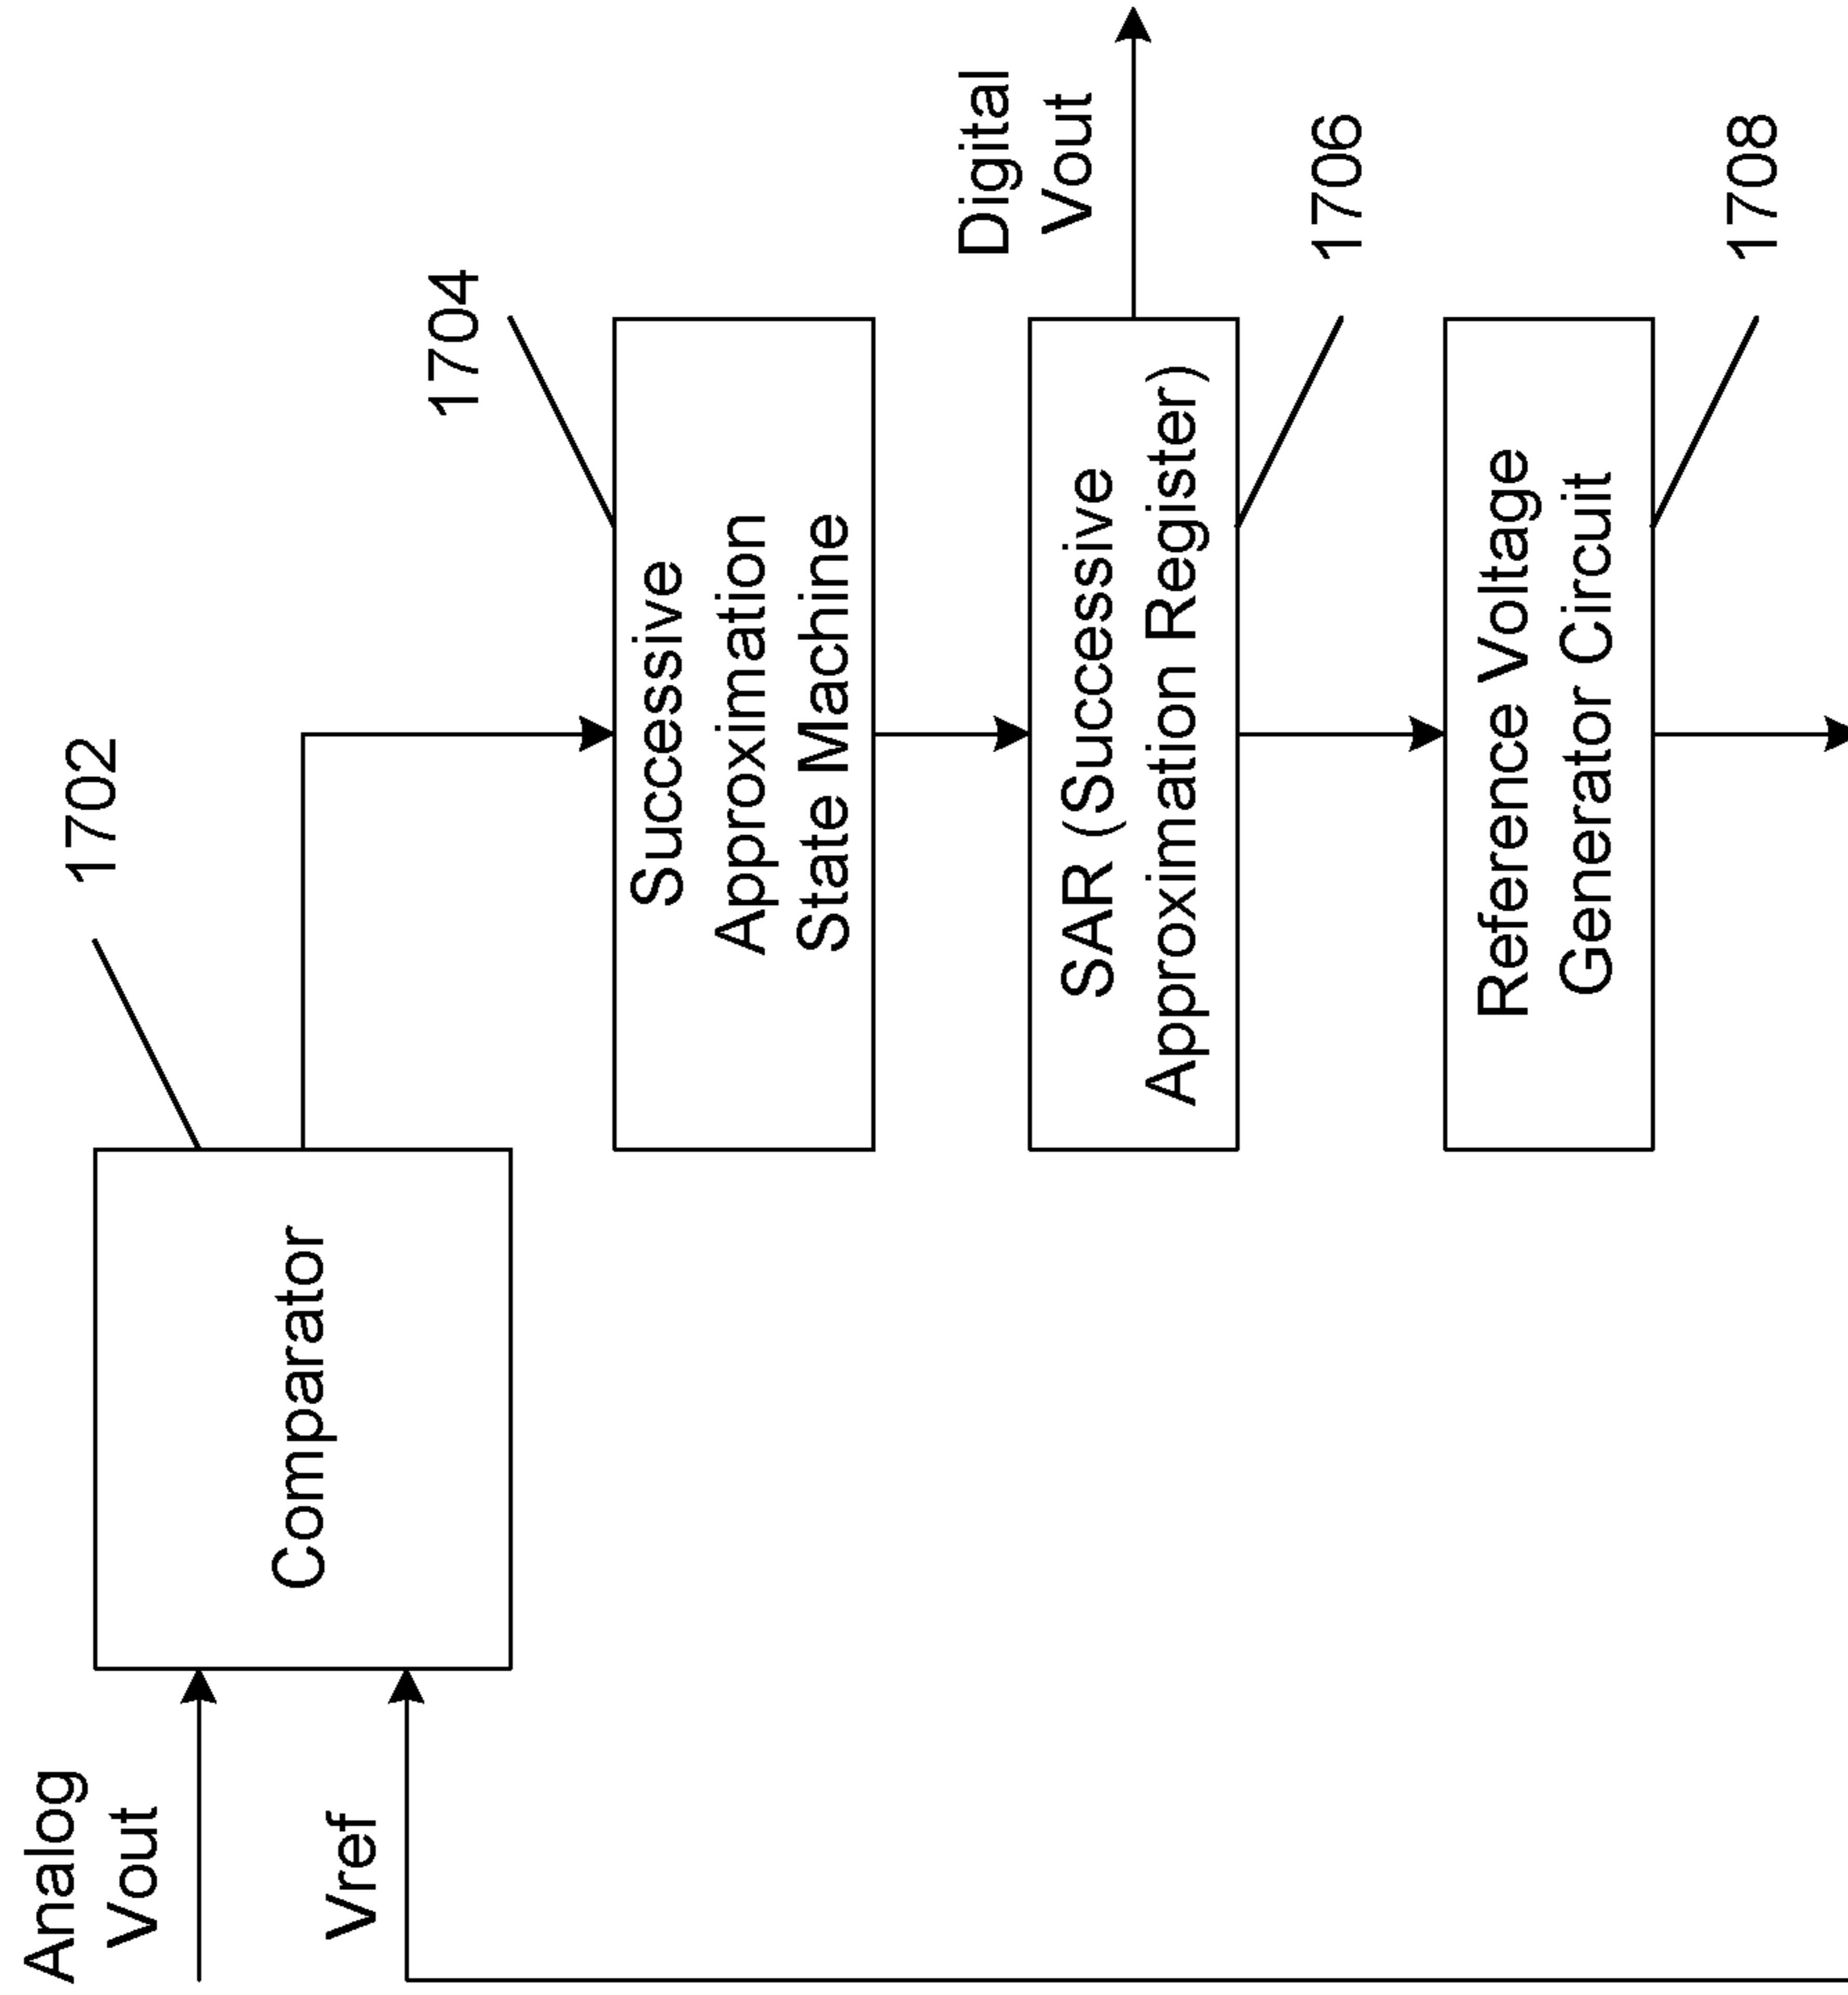 Analog
Vout
Vref
Comparator
1702
1704
Successive
Approximation
State Machine
SAR (Successive
Approximation Register)
Digital
Vout
1706
Reference Voltage
Generator Circuit
1708